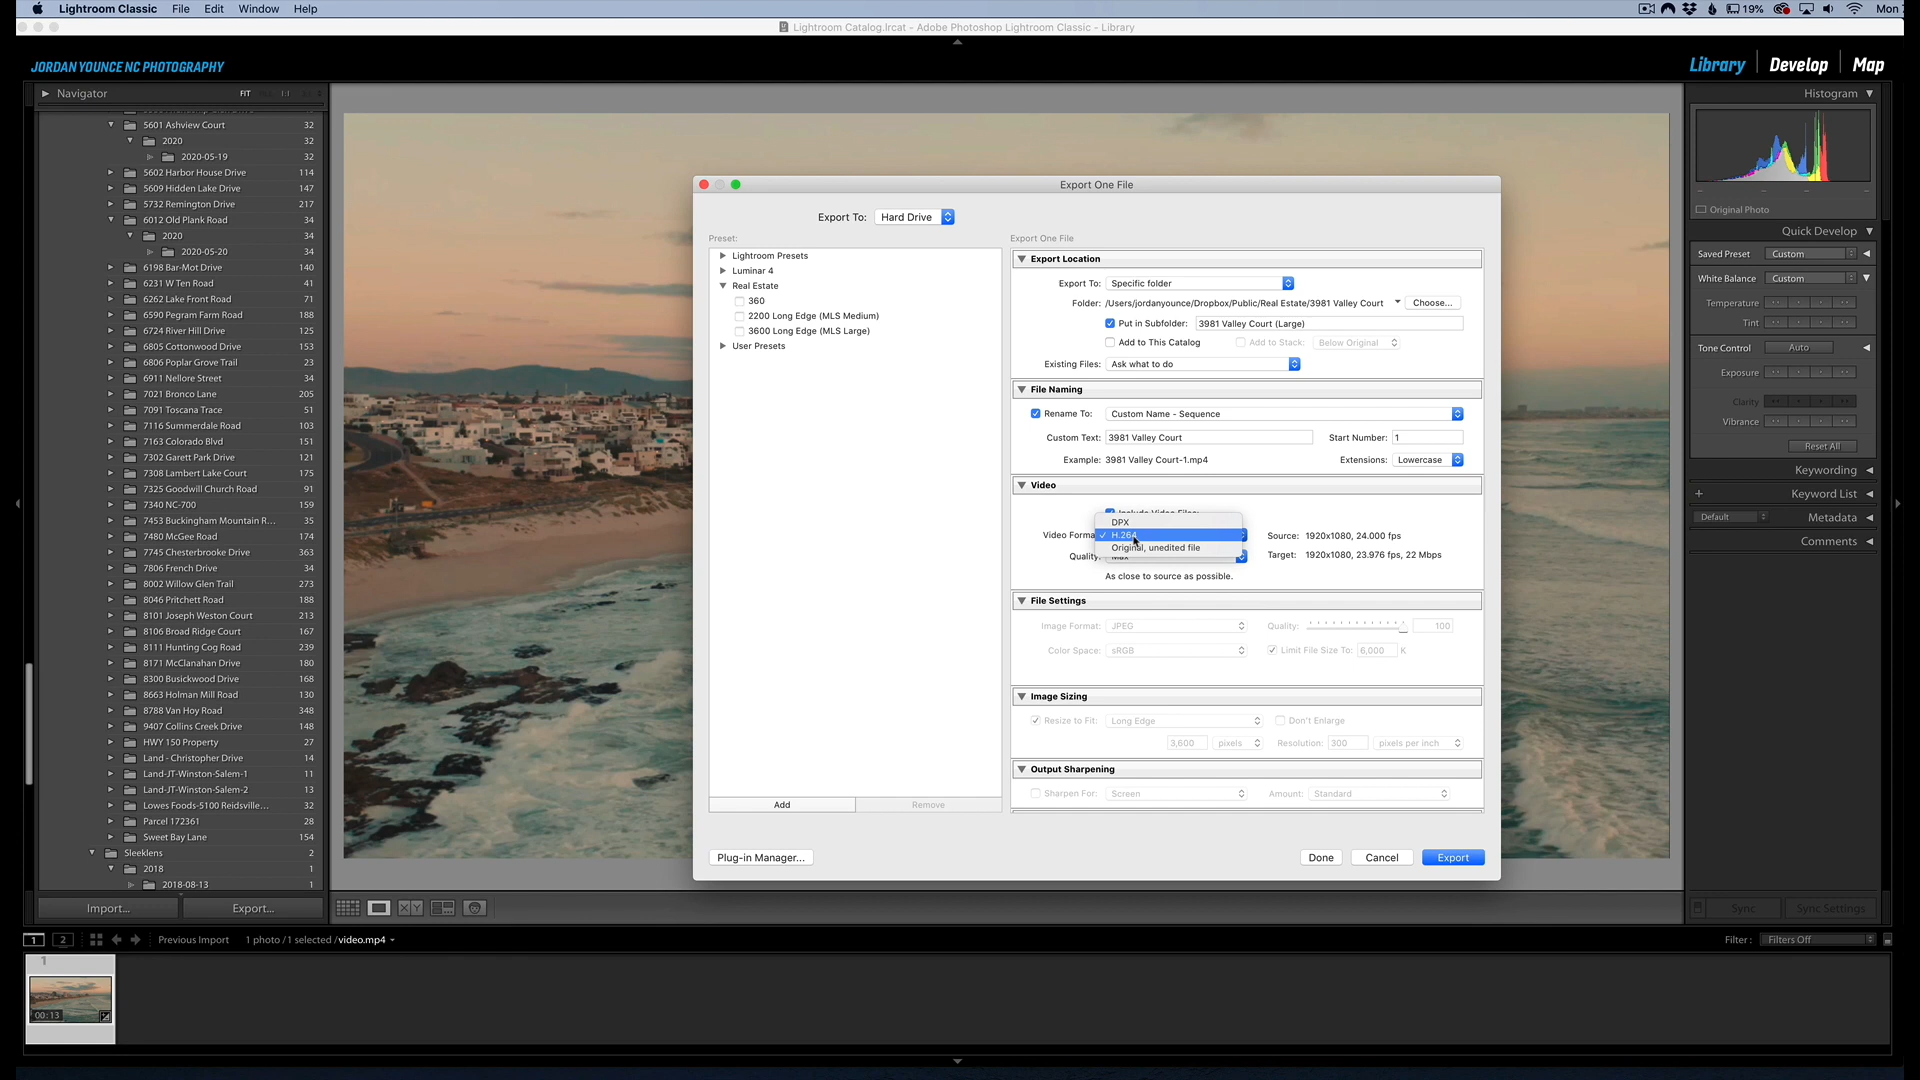 Lightroom Classic File Edit Window Help
19% Mon
Lightroom Catalog.lrcat - Adobe Photoshop Lightroom Classic - Library
JORDAN YOUNCE NC PHOTOGRAPHY
Library Develop Map
Navigator FIT 1:1
5601 Ashview Court 32
2020 32
2020-05-19 32
5602 Harbor House Drive 114
5609 Hidden Lake Drive 147
5732 Remington Drive 217
6012 Old Plank Road 34
2020 34
2020-05-20 34
6198 Bar-Mot Drive 140
6231 W Ten Road 41
6262 Lake Front Road 71
6590 Pegram Farm Road 188
6724 River Hill Drive 125
6805 Cottonwood Drive 153
6806 Poplar Grove Trail 23
6911 Nellore Street 34
7021 Bronco Lane 205
7091 Toscana Trace 51
7116 Summerdale Road 103
7163 Colorado Blvd 151
7302 Garett Park Drive 121
7308 Lambert Lake Court 175
7325 Goodwill Church Road 91
7340 NC-700 159
7453 Buckingham Mountain R... 35
7480 McGee Road 174
7745 Chesterbrooke Drive 363
7806 French Drive 34
8002 Willow Glen Trail 273
8046 Pritchett Road 188
8101 Joseph Weston Court 213
8106 Broad Ridge Court 167
8111 Hunting Cog Road 239
8171 McClanahan Drive 180
8300 Busickwood Drive 168
8663 Holman Mill Road 130
8788 Van Hoy Road 348
9407 Collins Creek Drive 148
HWY 150 Property 27
Land - Christopher Drive 14
Land-JT-Winston-Salem-1 11
Land-JT-Winston-Salem-2 13
Lowes Foods-5100 Reidsville... 32
Parcel 172361 28
Sweet Bay Lane 154
Sleeklens 2
2018 1
2018-08-13 1
Import... Export...
Export One File
Export To: Hard Drive
Preset:
Lightroom Presets
Luminar 4
Real Estate
360
2200 Long Edge (MLS Medium)
3600 Long Edge (MLS Large)
User Presets
Add Remove
Plug-in Manager...
Export One File
Export Location
Export To: Specific folder
Folder: /Users/jordanyounce/Dropbox/Public/Real Estate/3981 Valley Court Choose...
Put in Subfolder: 3981 Valley Court (Large)
Add to This Catalog Add to Stack: Below Original
Existing Files: Ask what to do
File Naming
Rename To: Custom Name - Sequence
Custom Text: 3981 Valley Court Start Number: 1
Example: 3981 Valley Court-1.mp4 Extensions: Lowercase
Video
Include Video Files:
DPX
Video Forma H.264 Source: 1920x1080, 24.000 fps
Original, unedited file
Quality: Max Target: 1920x1080, 23.976 fps, 22 Mbps
As close to source as possible.
File Settings
Image Format: JPEG Quality: 100
Color Space: sRGB Limit File Size To: 6,000 K
Image Sizing
Resize to Fit: Long Edge Don't Enlarge
3,600 pixels Resolution: 300 pixels per inch
Output Sharpening
Sharpen For: Screen Amount: Standard
Done Cancel Export
Histogram
Original Photo
Quick Develop
Saved Preset Custom
White Balance Custom
Temperature
Tint
Tone Control Auto
Exposure
Clarity
Vibrance
Reset All
Keywording
Keyword List
Default Metadata
Comments
Sync Sync Settings
1 2 Previous Import 1 photo / 1 selected / video.mp4
Filter : Filters Off
1
00:13